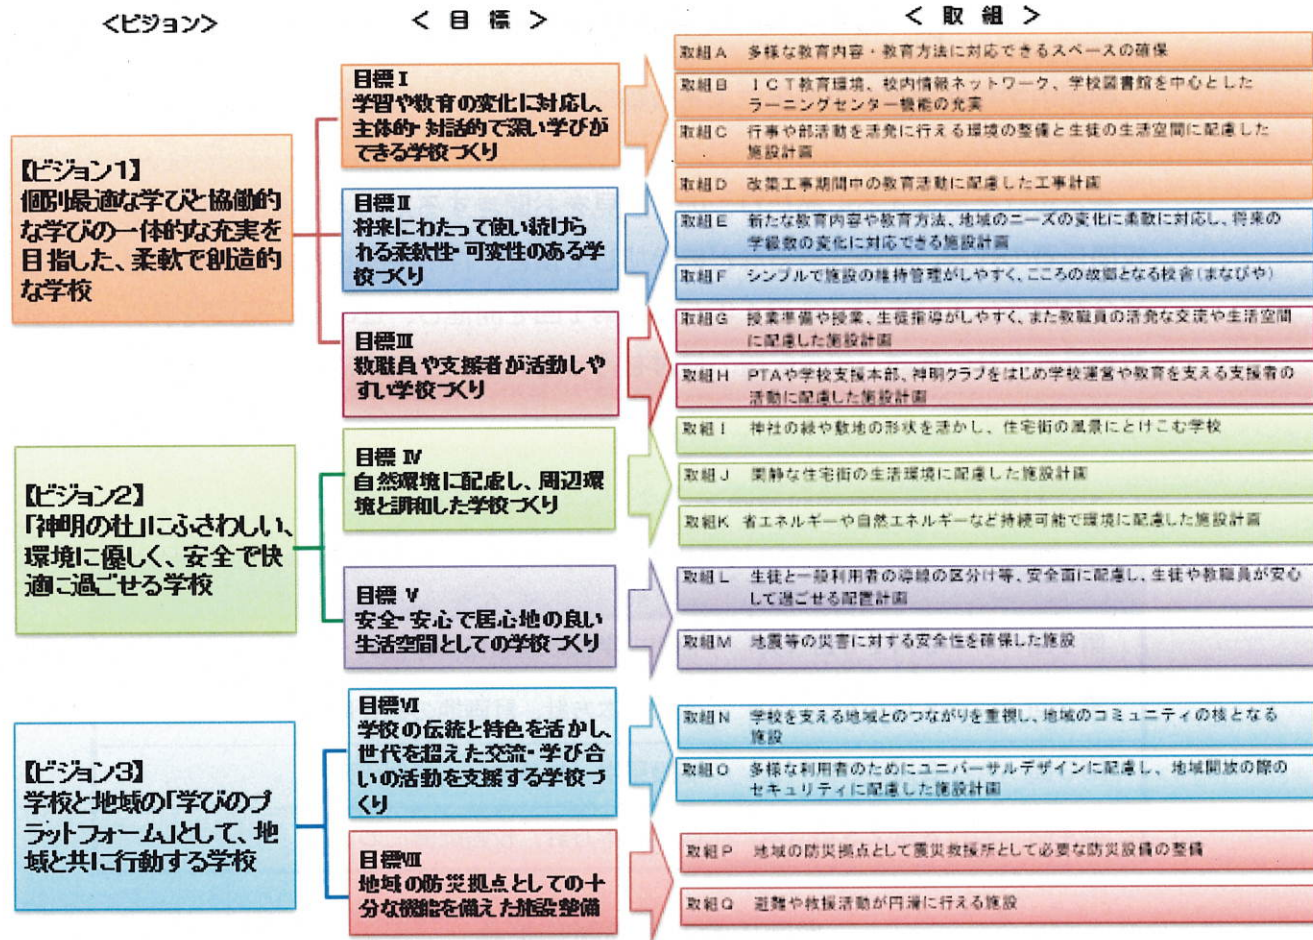 <ビジョン>
< 目 標 >
< 取 組 >
【ビジョン1】
個別最適な学びと協働的
な学びの一体的な充実を
目指した、柔軟で創造的
な学校
目標Ⅰ
学習や教育の変化に対応し、
主体的・対話的で深い学びが
できる学校づくり
取組A 多様な教育内容・教育方法に対応できるスペースの確保
取組B ICT教育環境、校内情報ネットワーク、学校図書館を中心とした
ラーニングセンター機能の充実
取組C 行事や部活動を活発に行える環境の整備と生徒の生活空間に配慮した
施設計画
取組D 改築工事期間中の教育活動に配慮した工事計画
目標Ⅱ
将来にわたって使い続けら
れる柔軟性・可変性のある学
校づくり
取組E 新たな教育内容や教育方法、地域のニーズの変化に柔軟に対応し、将来の
学級数の変化に対応できる施設計画
取組F シンプルで施設の維持管理がしやすく、こころの故郷となる校舎(まなびや)
目標Ⅲ
教職員や支援者が活動しや
すい学校づくり
取組G 授業準備や授業、生徒指導がしやすく、また教職員の活発な交流や生活空間
に配慮した施設計画
取組H PTAや学校支援本部、神明クラブをはじめ学校運営や教育を支える支援者の
活動に配慮した施設計画
【ビジョン2】
「神明の杜」にふさわしい、
環境に優しく、安全で快
適に過ごせる学校
目標 Ⅳ
自然環境に配慮し、周辺環
境と調和した学校づくり
取組I 神社の緑や敷地の形状を活かし、住宅街の風景にとけこむ学校
取組J 閑静な住宅街の生活環境に配慮した施設計画
取組K 省エネルギーや自然エネルギーなど持続可能で環境に配慮した施設計画
目標 Ⅴ
安全・安心で居心地の良い
生活空間としての学校づくり
取組L 生徒と一般利用者の導線の区分け等、安全面に配慮し、生徒や教職員が安心
して過ごせる配置計画
取組M 地震等の災害に対する安全性を確保した施設
【ビジョン3】
学校と地域の「学びのプ
ラットフォーム」として、地
域と共に行動する学校
目標Ⅵ
学校の伝統と特色を活かし、
世代を超えた交流・学び合
いの活動を支援する学校づ
くり
取組N 学校を支える地域とのつながりを重視し、地域のコミュニティの核となる
施設
取組O 多様な利用者のためにユニバーサルデザインに配慮し、地域開放の際の
セキュリティに配慮した施設計画
目標Ⅶ
地域の防災拠点としての十
分な機能を備えた施設整備
取組P 地域の防災拠点として震災救援所として必要な防災設備の整備
取組Q 避難や救援活動が円滑に行える施設